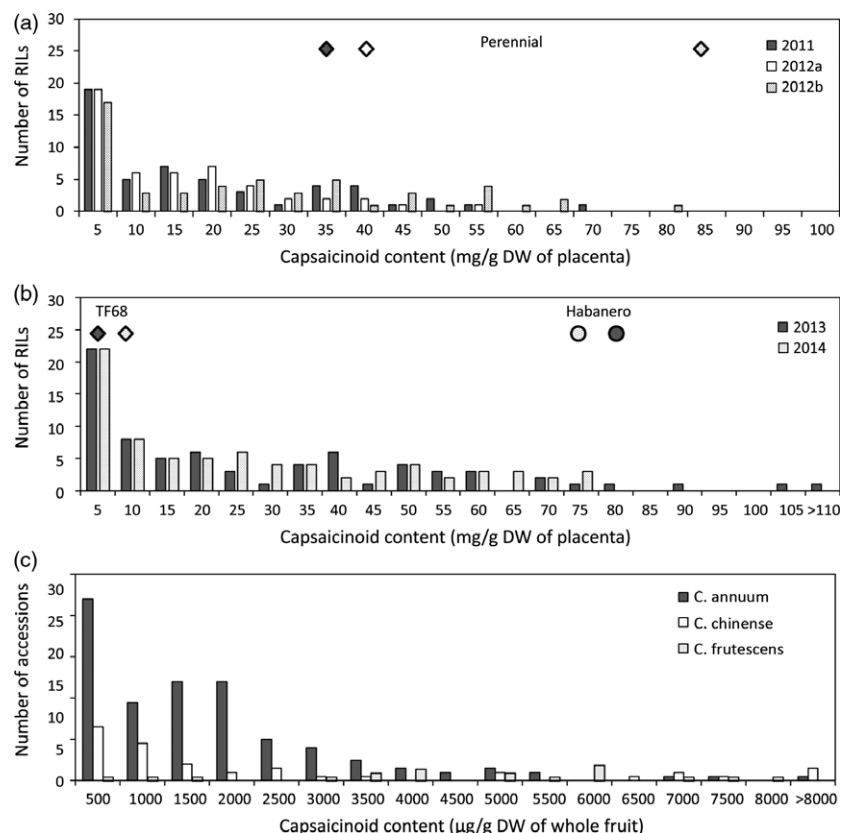 (a)
30
25
20
15
10
5
0
Number of RILs
Perennial
2011
2012a
2012b
5 10 15 20 25 30 35 40 45 50 55 60 65 70 80 85 90 95 100
Capsaicinoid content (mg/g DW of placenta)
(b)
30
25
20
15
10
5
0
Number of RILs
TF68
Habanero
2013
2014
5 10 15 20 25 30 35 40 45 50 55 60 65 70 75 80 85 90 95 100 105 >110
Capsaicinoid content (mg/g DW of placenta)
(c)
30
25
20
15
10
5
0
Number of accessions
C. annuum
C. chinense
C. frutescens
500 1000 1500 2000 2500 3000 3500 4000 4500 5000 5500 6000 6500 7000 7500 8000 >8000
Capsaicinoid content (μg/g DW of whole fruit)